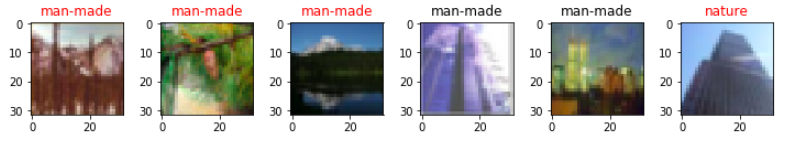 man-made man-made man-made man-made man-made nature
0 0 0 0 0 0
10 10 10 10 10 10
20 20 20 20 20 20
30 30 30 30 30 30
0 20 0 20 0 20 0 20 0 20 0 20